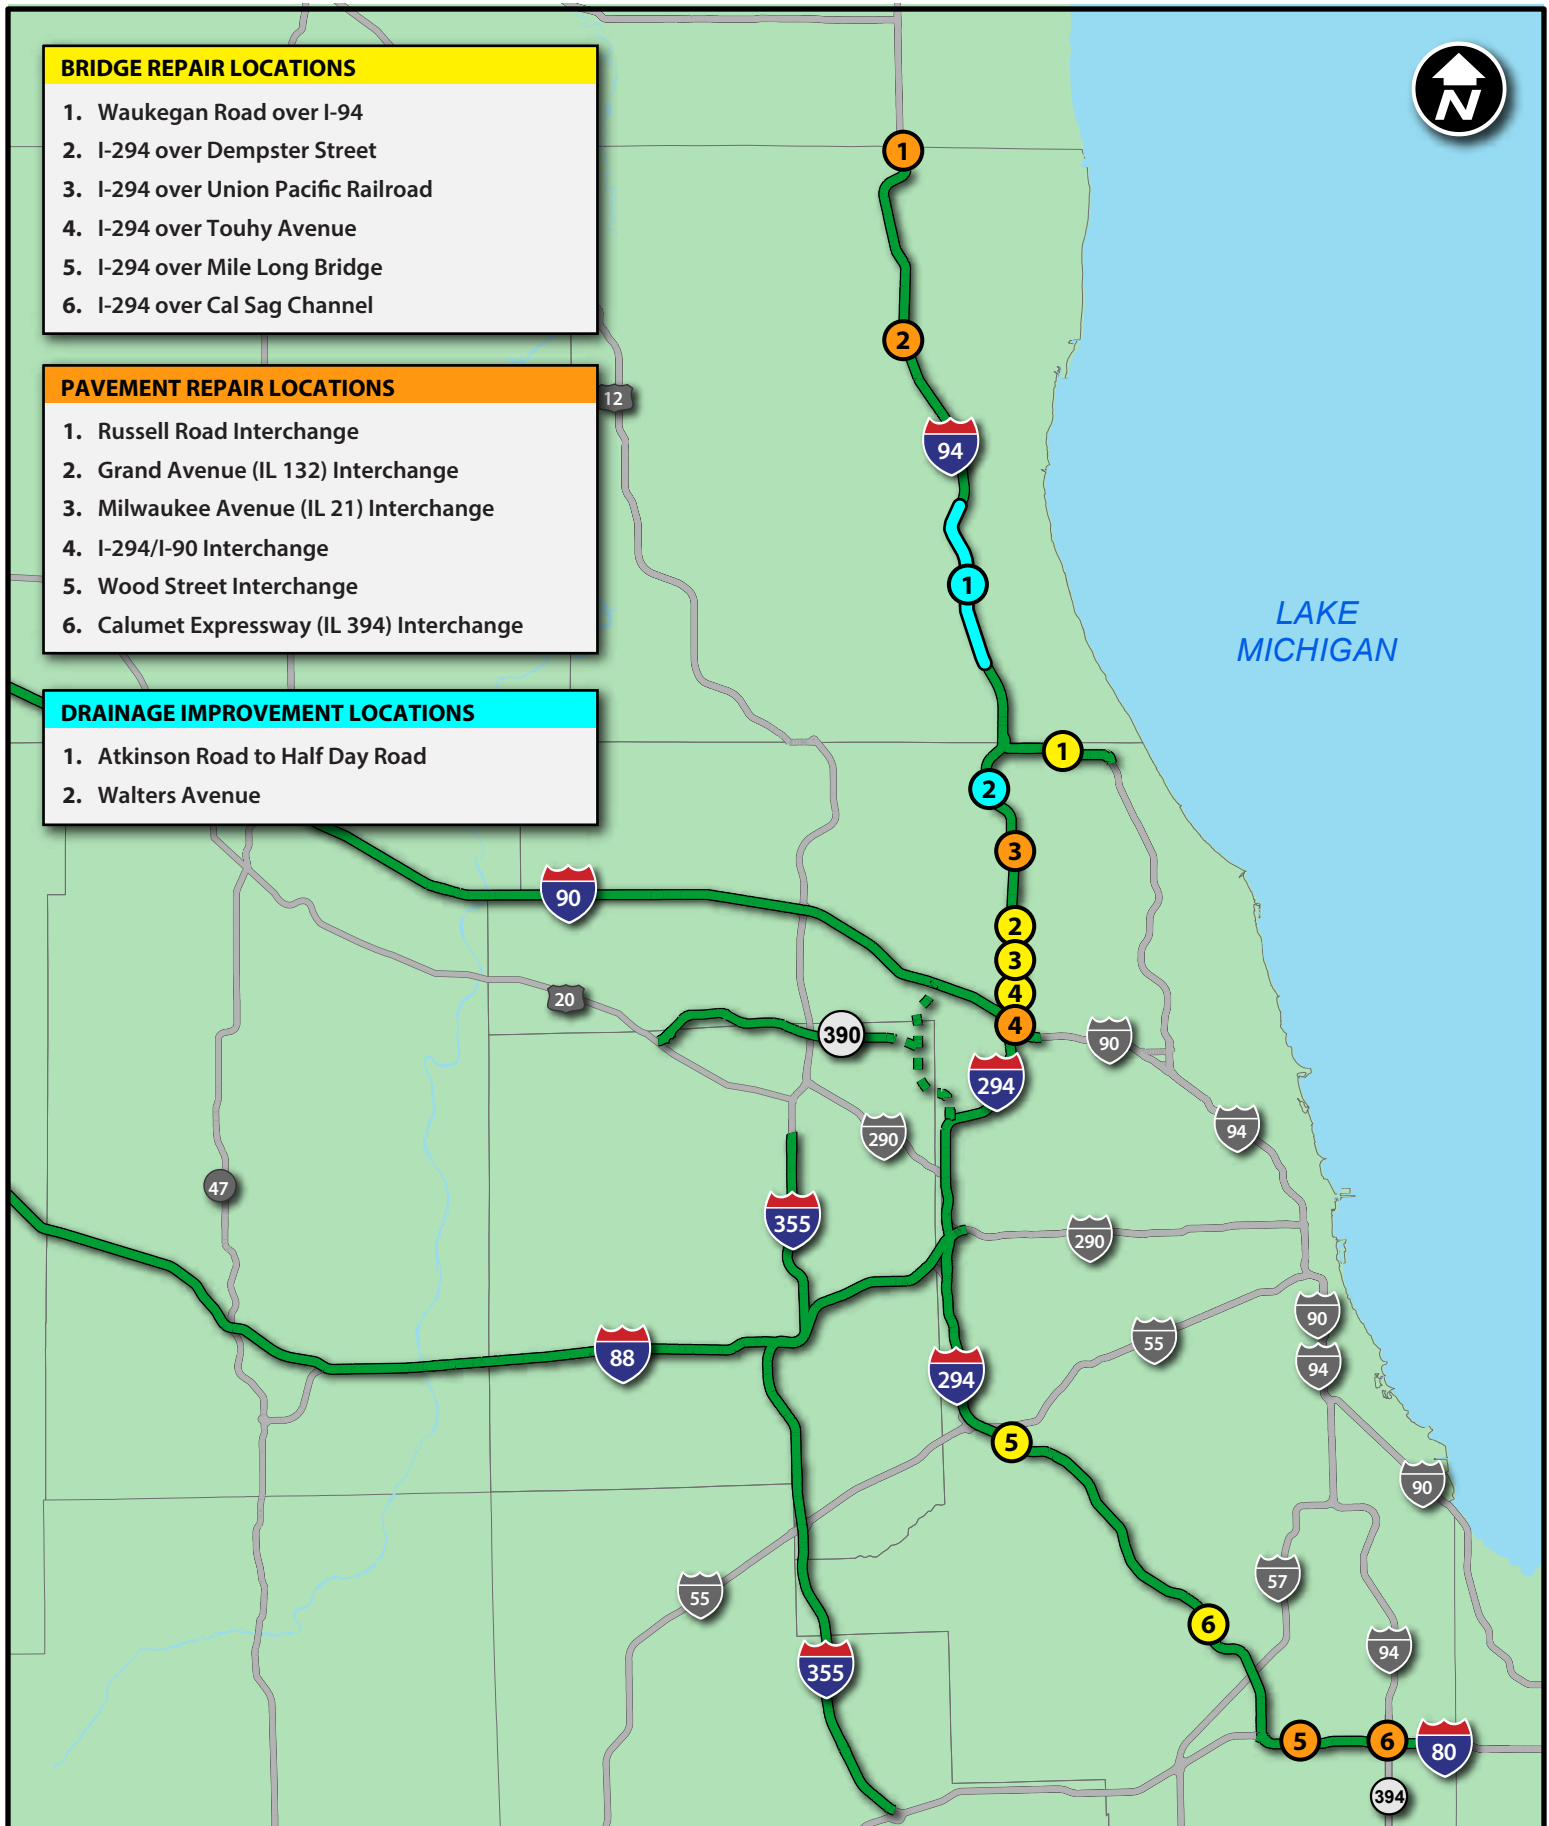 BRIDGE REPAIR LOCATIONS
1. Waukegan Road over I-94
2. I-294 over Dempster Street
3. I-294 over Union Pacific Railroad
4. I-294 over Touhy Avenue
5. I-294 over Mile Long Bridge
6. I-294 over Cal Sag Channel
PAVEMENT REPAIR LOCATIONS
1. Russell Road Interchange
2. Grand Avenue (IL 132) Interchange
3. Milwaukee Avenue (IL 21) Interchange
4. I-294/I-90 Interchange
5. Wood Street Interchange
6. Calumet Expressway (IL 394) Interchange
DRAINAGE IMPROVEMENT LOCATIONS
1. Atkinson Road to Half Day Road
2. Walters Avenue
N
1
2
12
94
1
LAKE
MICHIGAN
1
2
3
90
2
3
4
20
4
390
90
294
94
290
47
355
290
90
55
88
94
294
5
90
57
55
6
94
355
5
6
80
394